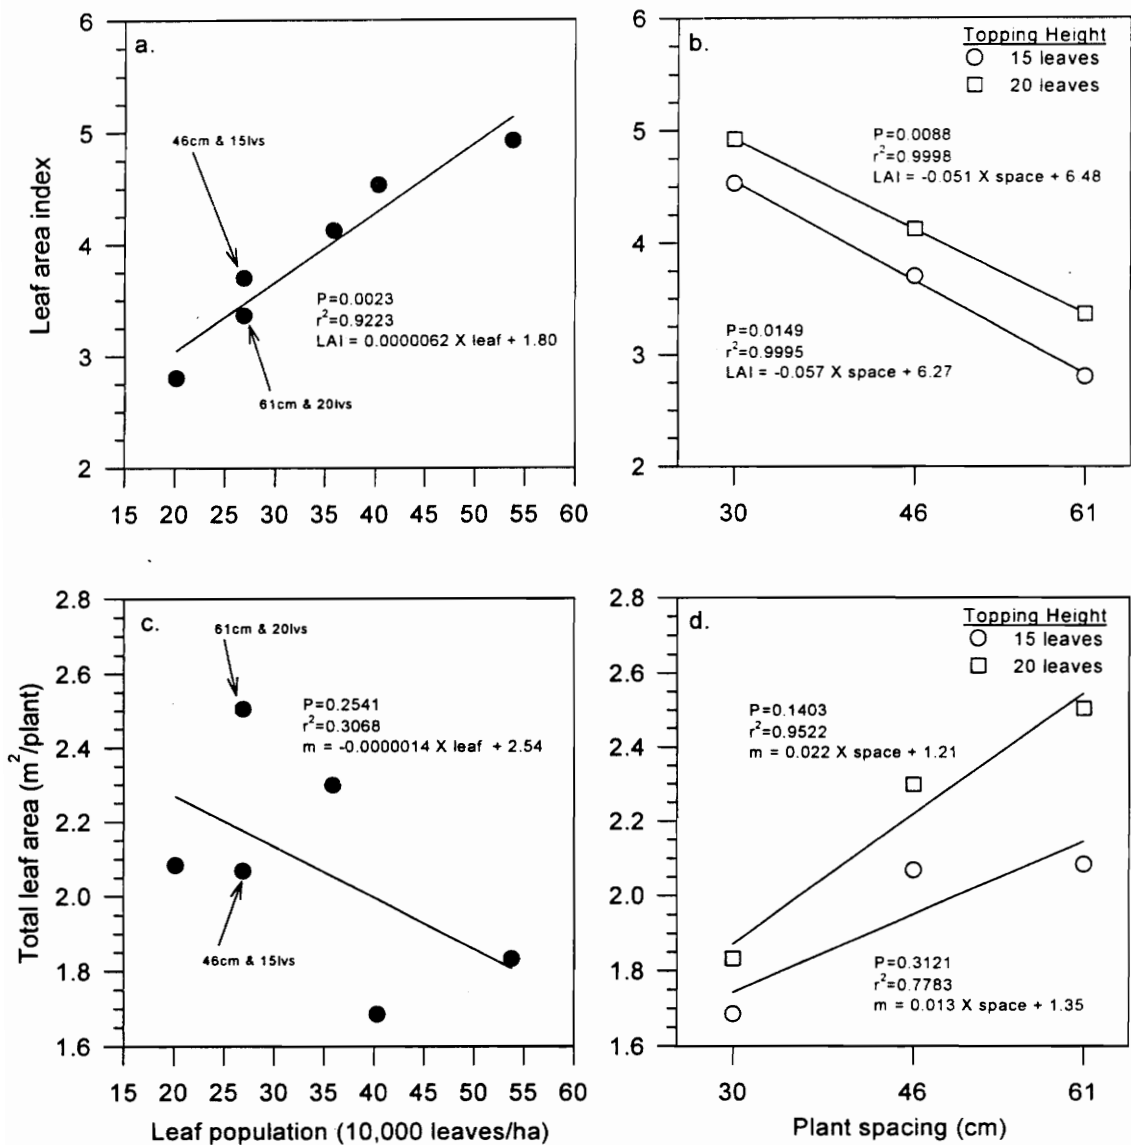 a.
6
5
4
3
2
Leaf area index
46cm & 15lvs
P=0.0023
r²=0.9223
LAI = 0.0000062 X leaf + 1.80
61cm & 20lvs
15 20 25 30 35 40 45 50 55 60
b.
6
5
4
3
2
Topping Height
15 leaves
20 leaves
P=0.0088
r²=0.9998
LAI = -0.051 X space + 6 48
P=0.0149
r²=0.9995
LAI = -0.057 X space + 6.27
30 46 61
c.
2.8
2.6
2.4
2.2
2.0
1.8
1.6
Total leaf area (m²/plant)
61cm & 20lvs
P=0.2541
r²=0.3068
m = -0.0000014 X leaf + 2.54
46cm & 15lvs
15 20 25 30 35 40 45 50 55 60
Leaf population (10,000 leaves/ha)
d.
2.8
2.6
2.4
2.2
2.0
1.8
1.6
Topping Height
15 leaves
20 leaves
P=0.1403
r²=0.9522
m = 0.022 X space + 1.21
P=0.3121
r²=0.7783
m = 0.013 X space + 1.35
30 46 61
Plant spacing (cm)